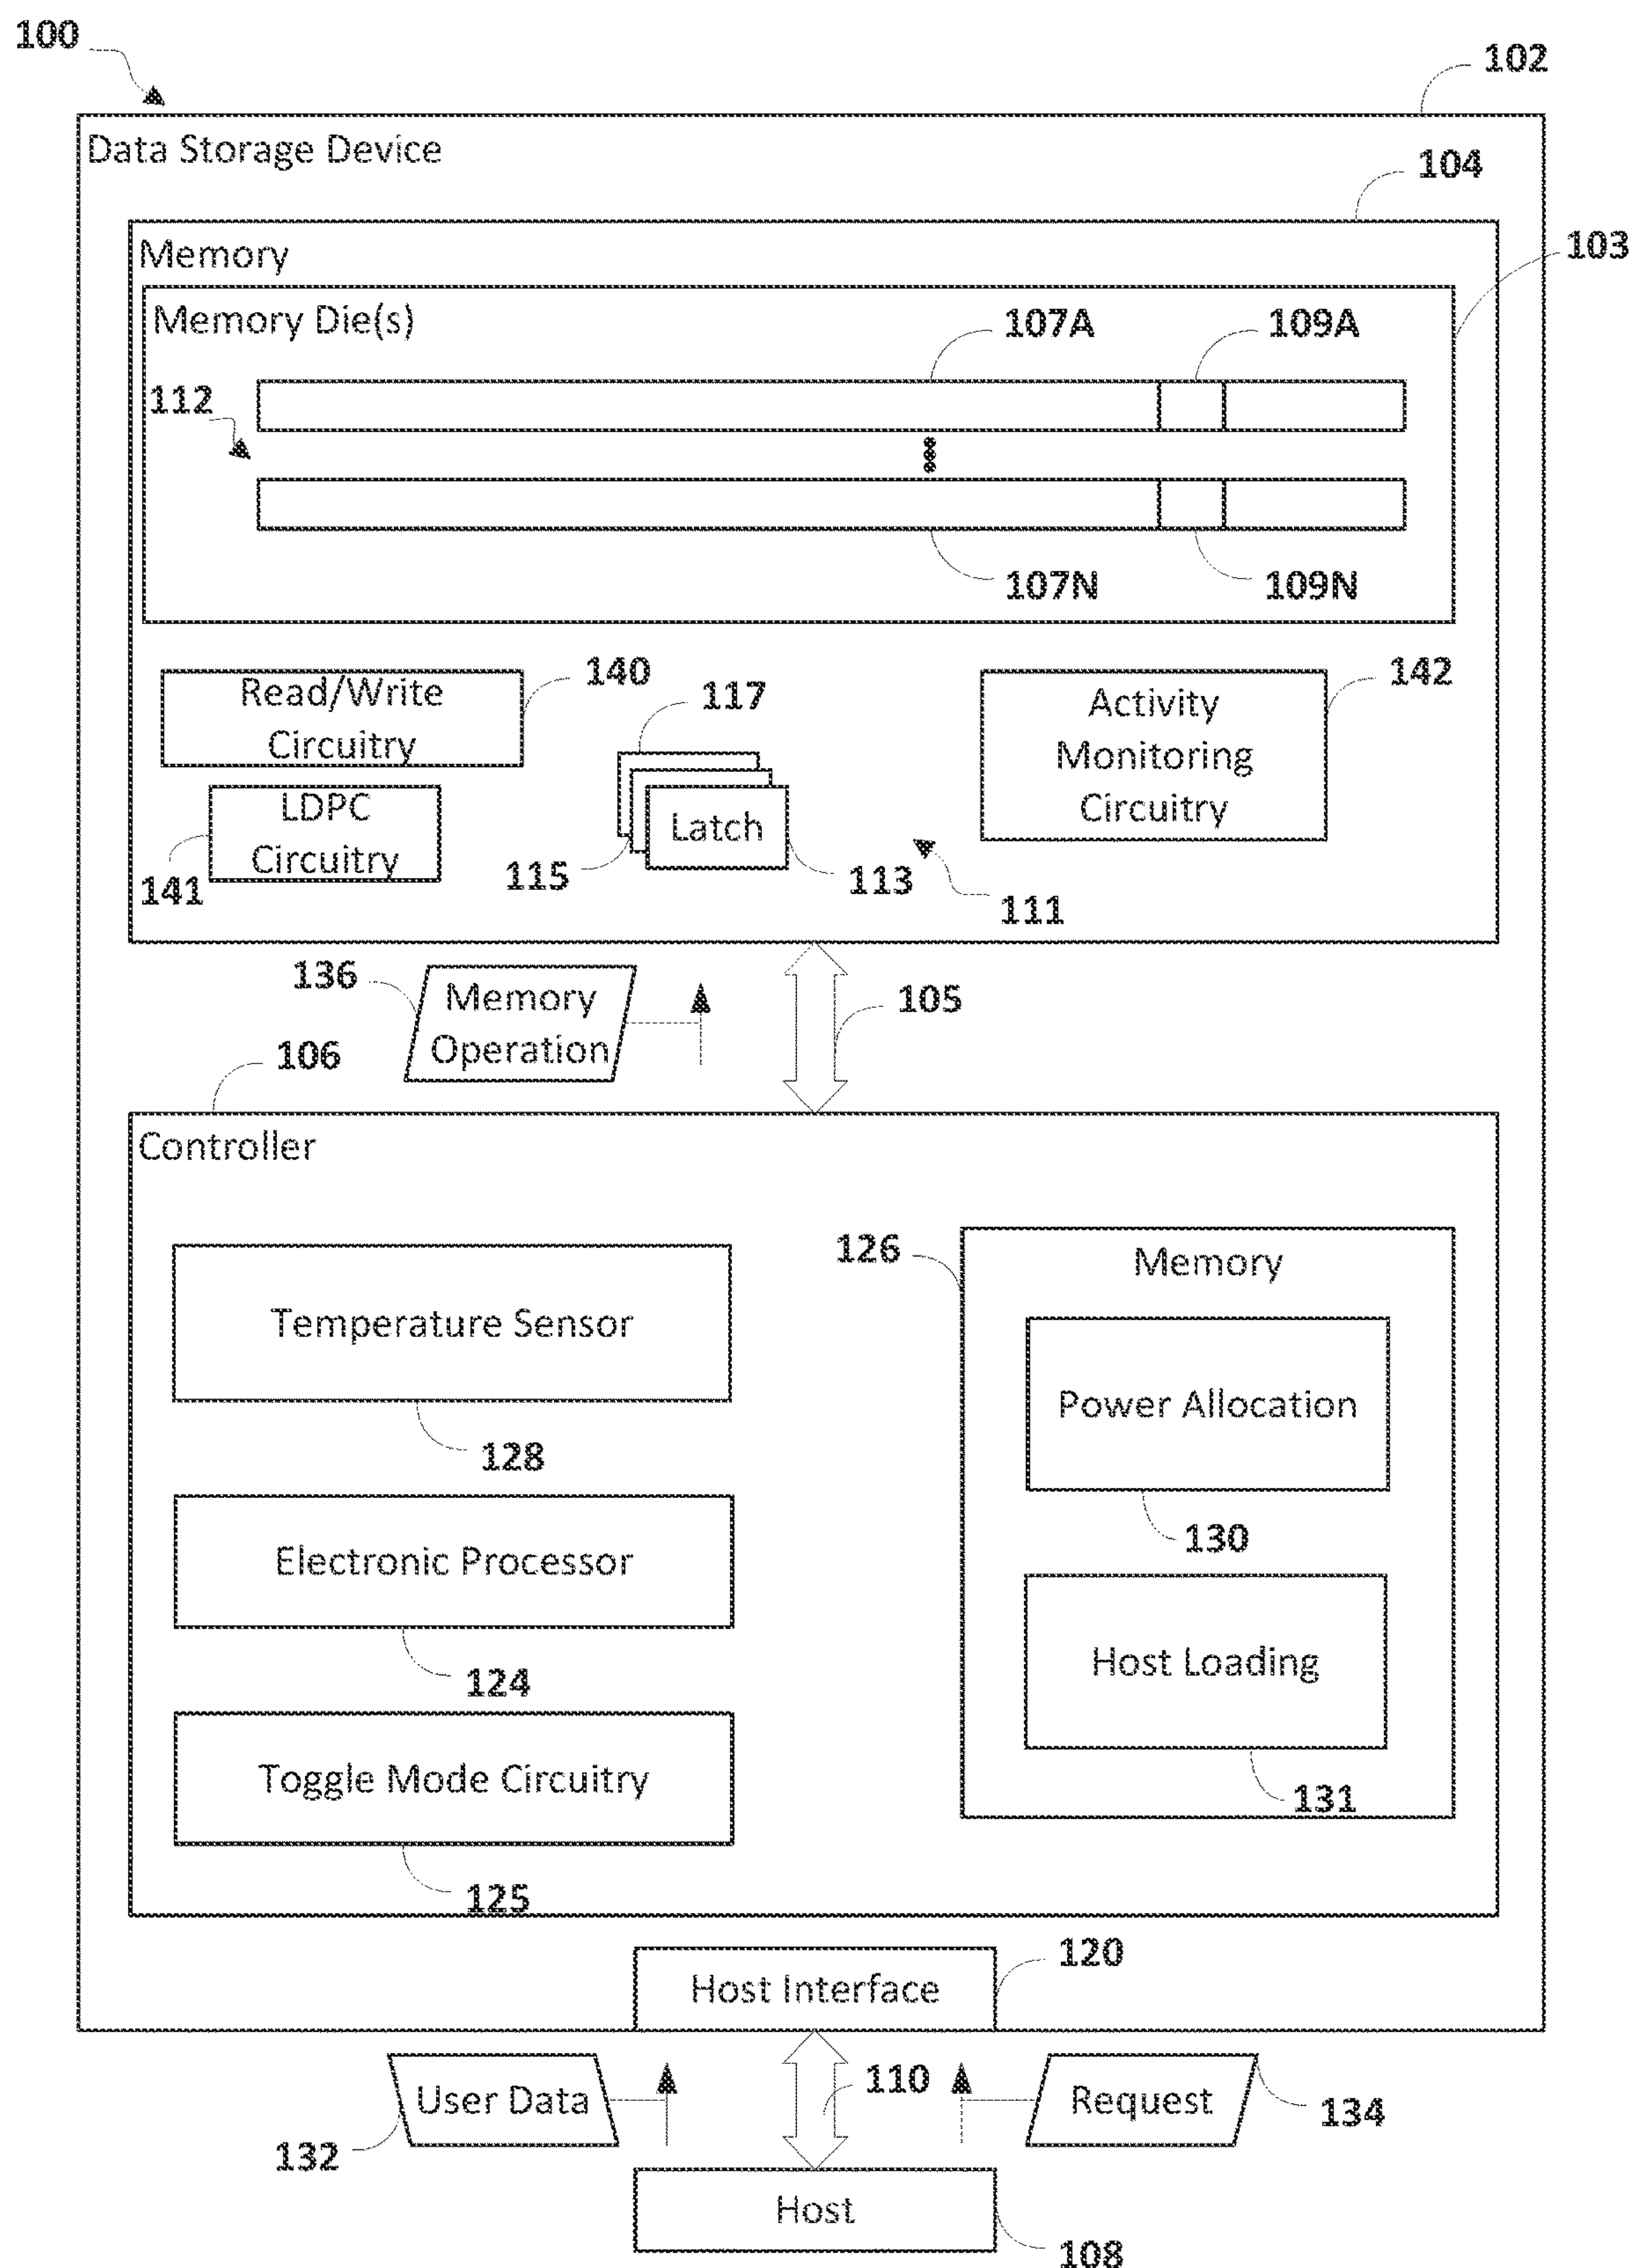 100
102
Data Storage Device
104
Memory
103
Memory Die(s)
107A
109A
112
107N
109N
140
142
Read/Write
Circuitry
117
Activity
Monitoring
Circuitry
LDPC
Circuitry
Latch
115
113
141
111
136
Memory
Operation
105
106
Controller
126
Memory
Temperature Sensor
Power Allocation
128
130
Electronic Processor
Host Loading
124
Toggle Mode Circuitry
131
125
120
Host Interface
User Data
110
Request
134
132
Host
108